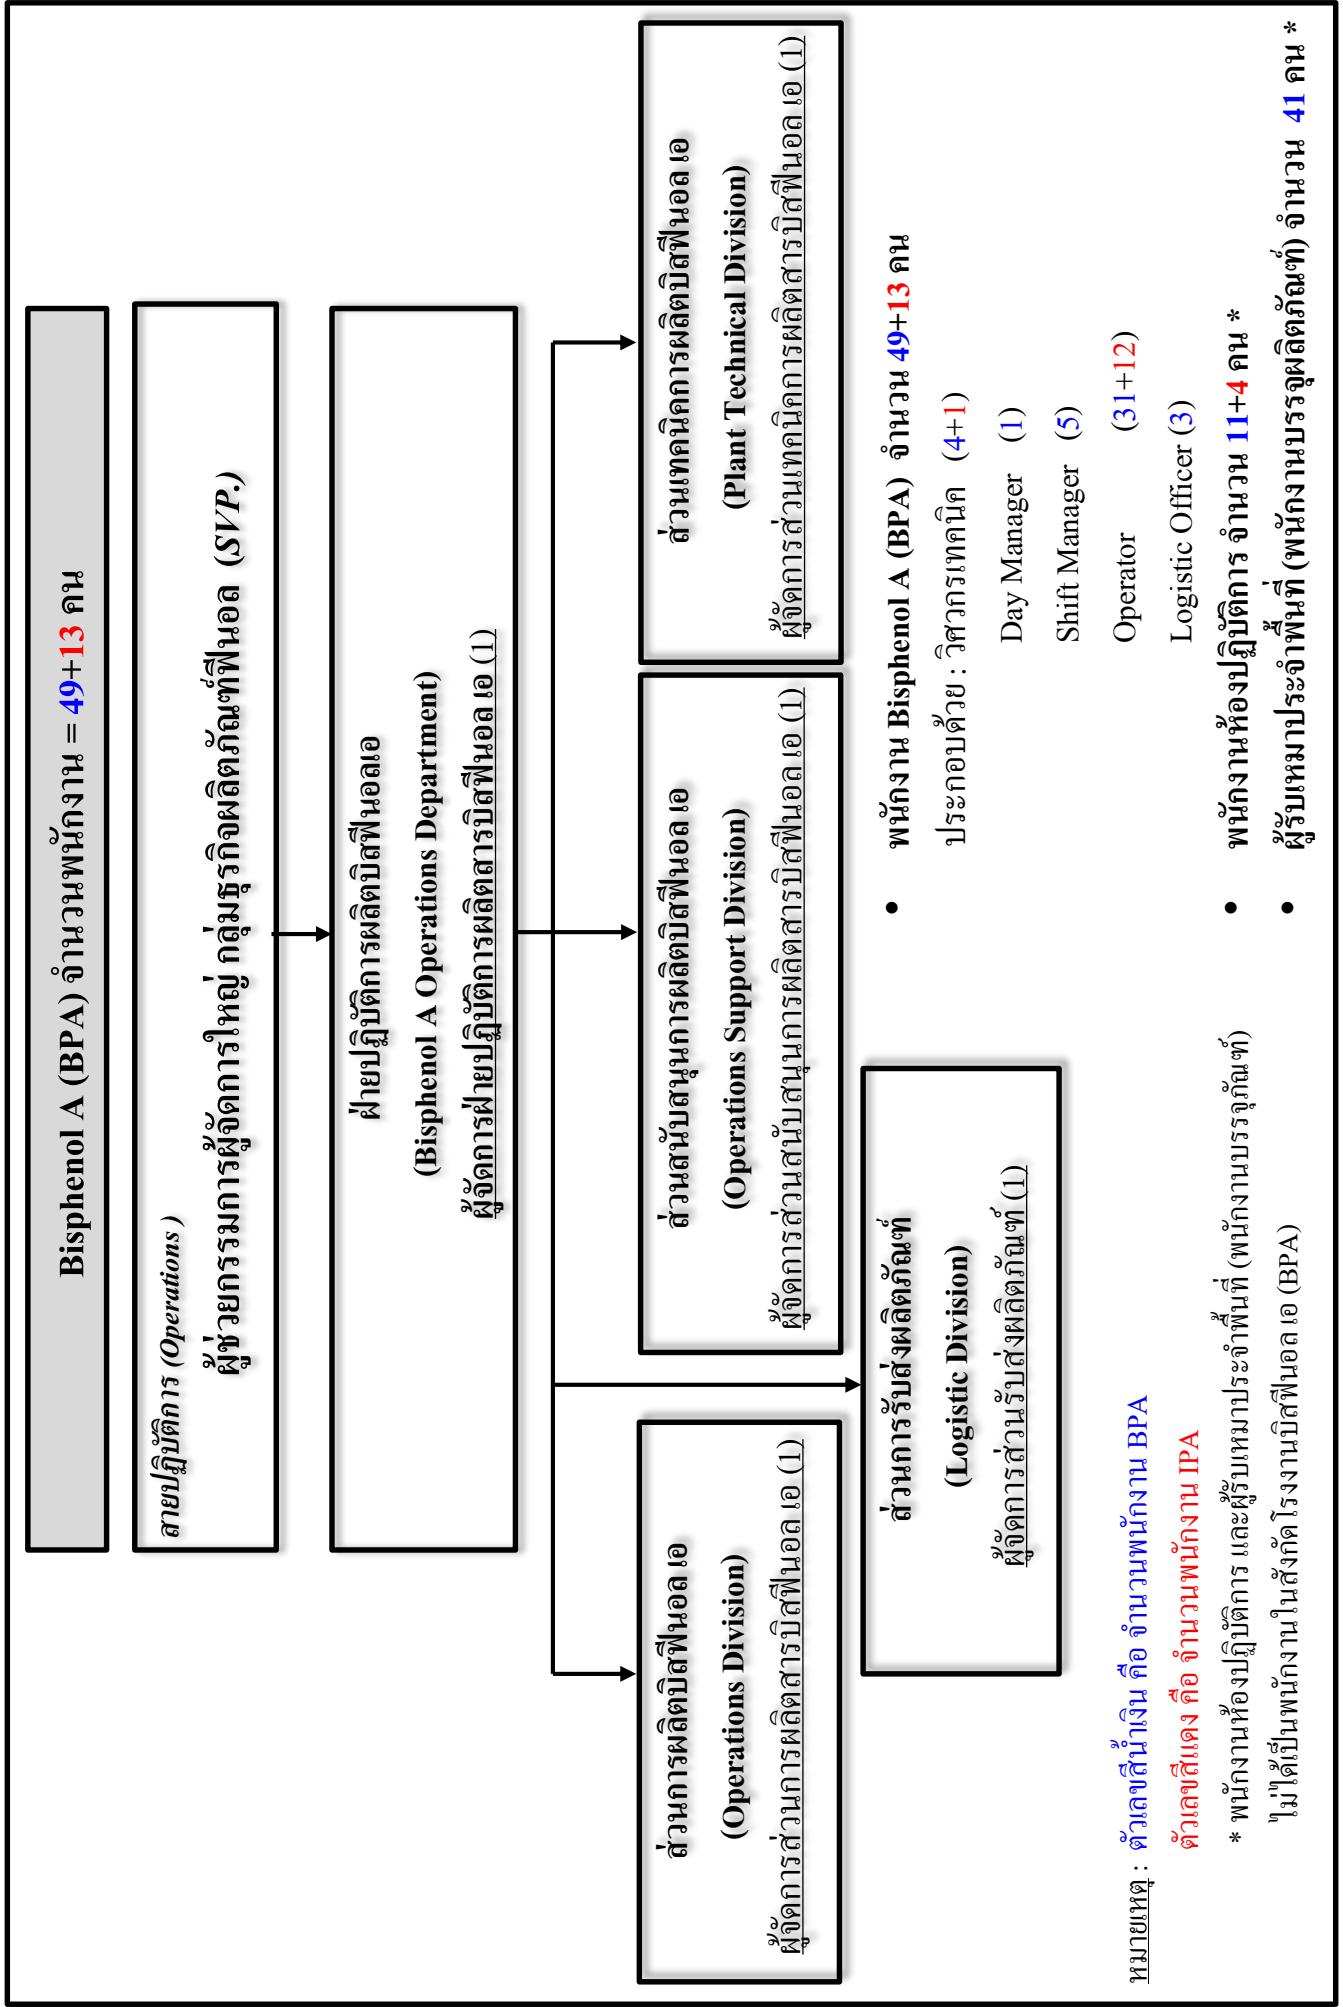 Bisphenol A (BPA) จำนวนพนักงาน = 49+13 คน
สายปฏิบัติการ (Operations )
ผู้ช่วยกรรมการผู้จัดการใหญ่ กลุ่มธุรกิจผลิตภัณฑ์ฟีนอล (SVP.)
ฝ่ายปฏิบัติการผลิตบิสฟีนอลเอ
(Bisphenol A Operations Department)
ผู้จัดการฝ่ายปฏิบัติการผลิตสารบิสฟีนอล เอ (1)
ส่วนการผลิตบิสฟีนอล เอ
(Operations Division)
ผู้จัดการส่วนการผลิตสารบิสฟีนอล เอ (1)
ส่วนสนับสนุนการผลิตบิสฟีนอล เอ
(Operations Support Division)
ผู้จัดการส่วนสนับสนุนการผลิตสารบิสฟีนอล เอ (1)
ส่วนเทคนิคการผลิตบิสฟีนอล เอ
(Plant Technical Division)
ผู้จัดการส่วนเทคนิคการผลิตสารบิสฟีนอล เอ (1)
ส่วนการรับส่งผลิตภัณฑ์
(Logistic Division)
ผู้จัดการส่วนรับส่งผลิตภัณฑ์ (1)
• พนักงาน Bisphenol A (BPA) จำนวน 49+13 คน
ประกอบด้วย : วิศวกรเทคนิค (4+1)
Day Manager (1)
Shift Manager (5)
Operator (31+12)
Logistic Officer (3)
• พนักงานห้องปฏิบัติการ จำนวน 11+4 คน *
• ผู้รับเหมาประจำพื้นที่ (พนักงานบรรจุผลิตภัณฑ์) จำนวน 41 คน *
หมายเหตุ : ตัวเลขสีน้ำเงิน คือ จำนวนพนักงาน BPA
ตัวเลขสีแดง คือ จำนวนพนักงาน IPA
* พนักงานห้องปฏิบัติการ และผู้รับเหมาประจำพื้นที่ (พนักงานบรรจุภัณฑ์)
ไม่ได้เป็นพนักงานในสังกัดโรงงานบิสฟีนอล เอ (BPA)